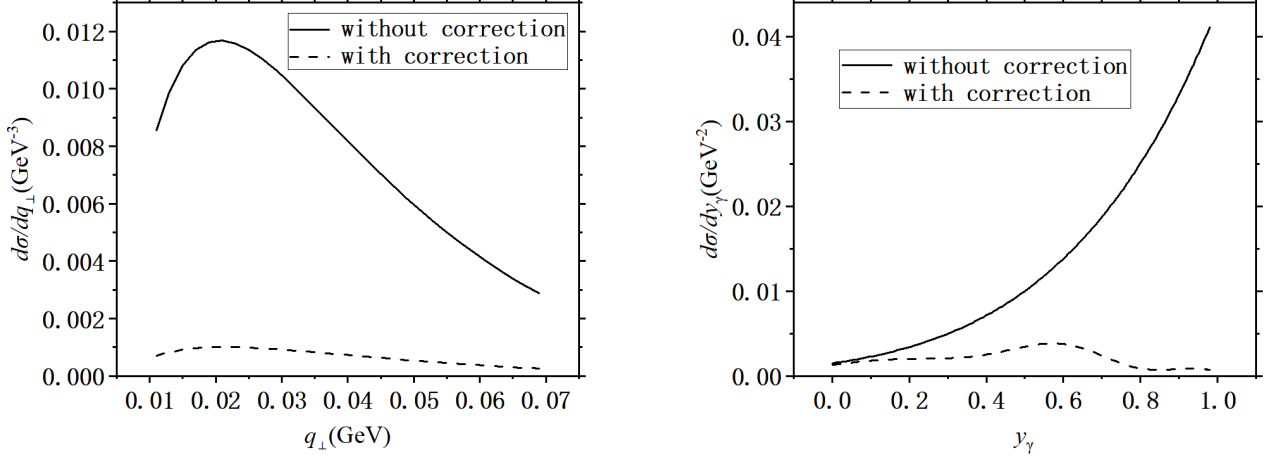 dσ/dq⊥(GeV⁻³)
0.012
0.010
0.008
0.006
0.004
0.002
0.000
without correction
with correction
0.01 0.02 0.03 0.04 0.05 0.06 0.07
q⊥(GeV)
dσ/dyγ(GeV⁻²)
0.04
0.03
0.02
0.01
0.00
without correction
with correction
0.0 0.2 0.4 0.6 0.8 1.0
yγ